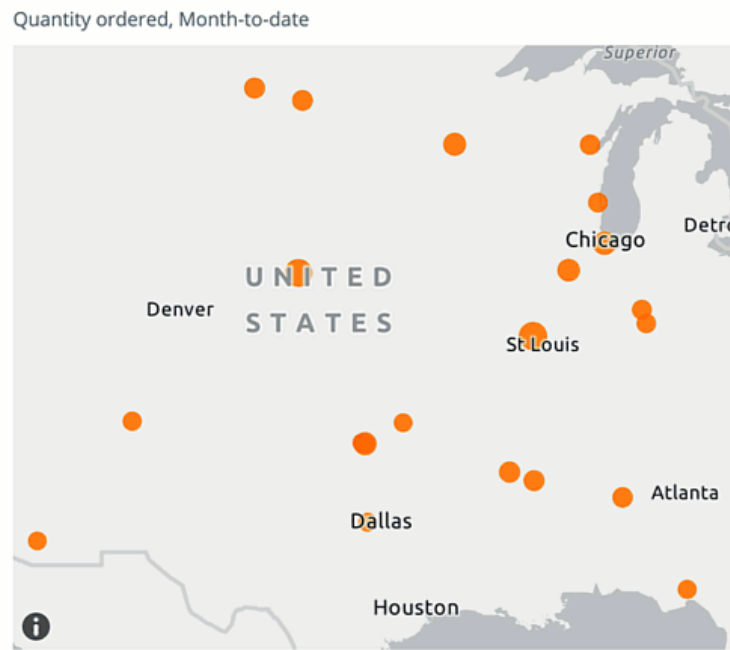 Quantity ordered, Month-to-date
Superior
Chicago
Detro
UNITED
STATES
Denver
St Louis
Atlanta
Dallas
Houston